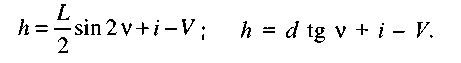 h = L/2 sin 2ν + i – V; h = d tg ν + i – V.